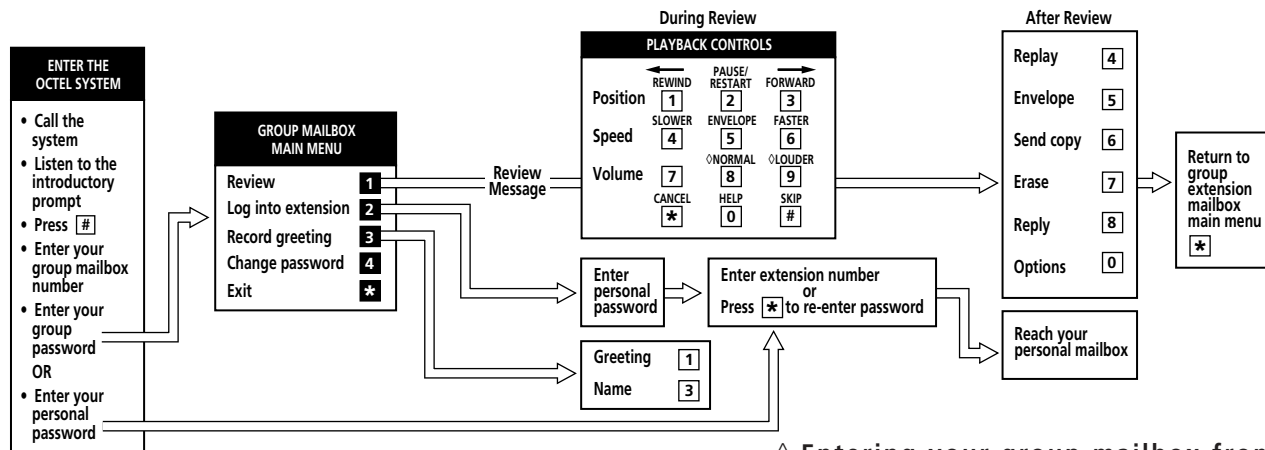 ENTER THE
OCTEL SYSTEM
• Call the
system
• Listen to the
introductory
prompt
• Press #
• Enter your
group mailbox
number
• Enter your
group
password
OR
• Enter your
personal
password
GROUP MAILBOX
MAIN MENU
Review 1
Log into extension 2
Record greeting 3
Change password 4
Exit *
Review
Message
During Review
PLAYBACK CONTROLS
PAUSE/
REWIND RESTART FORWARD
Position 1 2 3
SLOWER ENVELOPE FASTER
Speed 4 5 6
◊NORMAL ◊LOUDER
Volume 7 8 9
CANCEL HELP SKIP
* 0 #
Enter
personal
password
Enter extension number
or
Press * to re-enter password
Greeting 1
Name 3
After Review
Replay 4
Envelope 5
Send copy 6
Erase 7
Reply 8
Options 0
Return to
group
extension
mailbox
main menu
*
Reach your
personal mailbox
◊ Entering your group mailbox from